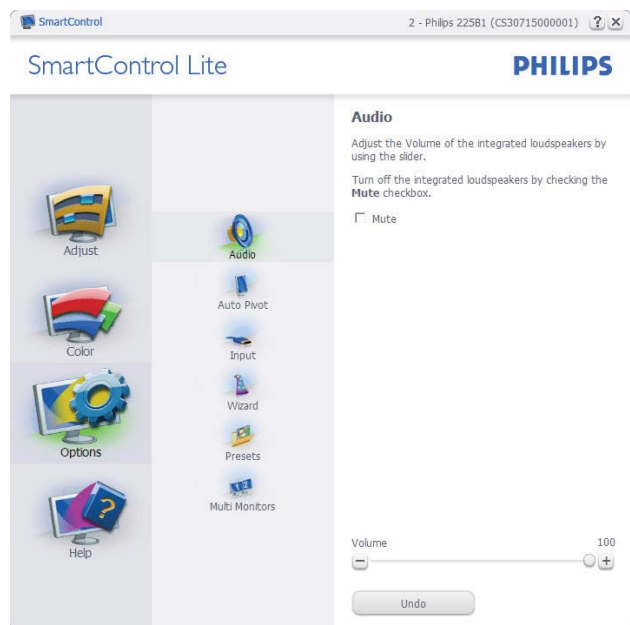 SmartControl
2 - Philips 225B1 (CS30715000001)
?
SmartControl Lite
PHILIPS
Adjust
Color
Options
?
Help
Audio
Auto Pivot
Input
Wizard
Presets
1 2
Multi Monitors
Audio
Adjust the Volume of the integrated loudspeakers by
using the slider.
Turn off the integrated loudspeakers by checking the
Mute checkbox.
Mute
Volume
100
Undo